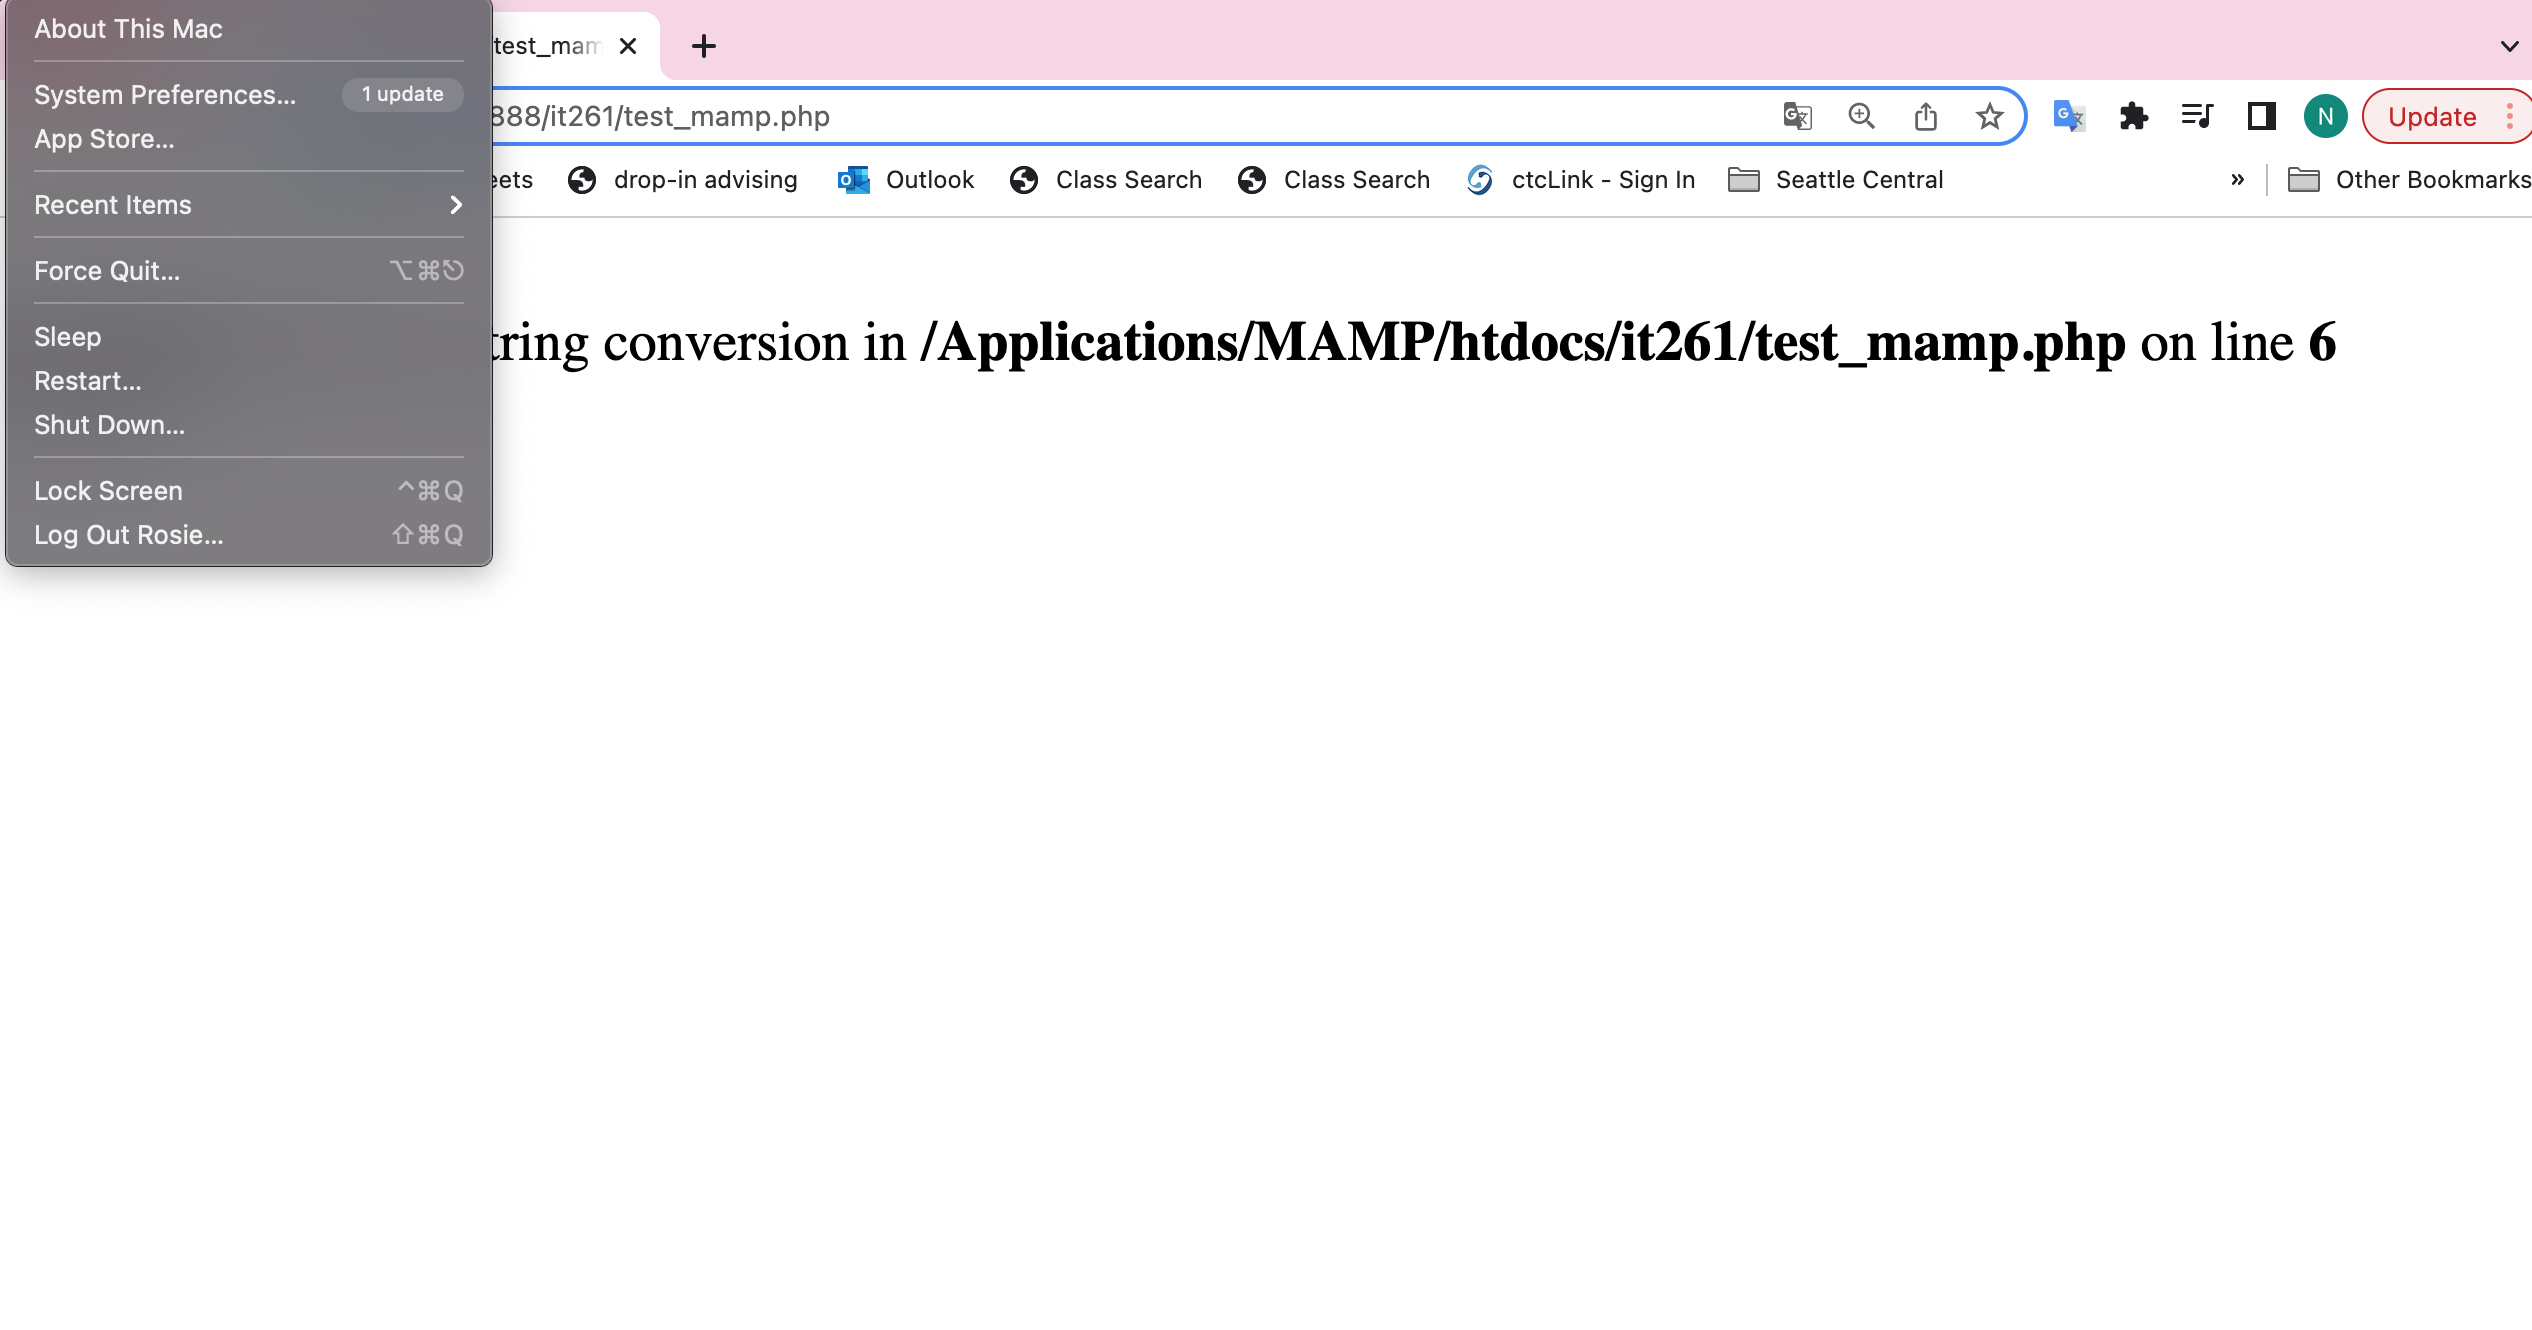 About This Mac
System Preferences... 1 update
App Store...
Recent Items
Force Quit... ⌥⌘⎋
Sleep
Restart...
Shut Down...
Lock Screen ^⌘Q
Log Out Rosie... ⇧⌘Q
test_mam
888/it261/test_mamp.php
N
Update
eets
drop-in advising
Outlook
Class Search
Class Search
ctcLink - Sign In
Seattle Central
»
Other Bookmarks
tring conversion in /Applications/MAMP/htdocs/it261/test_mamp.php on line 6